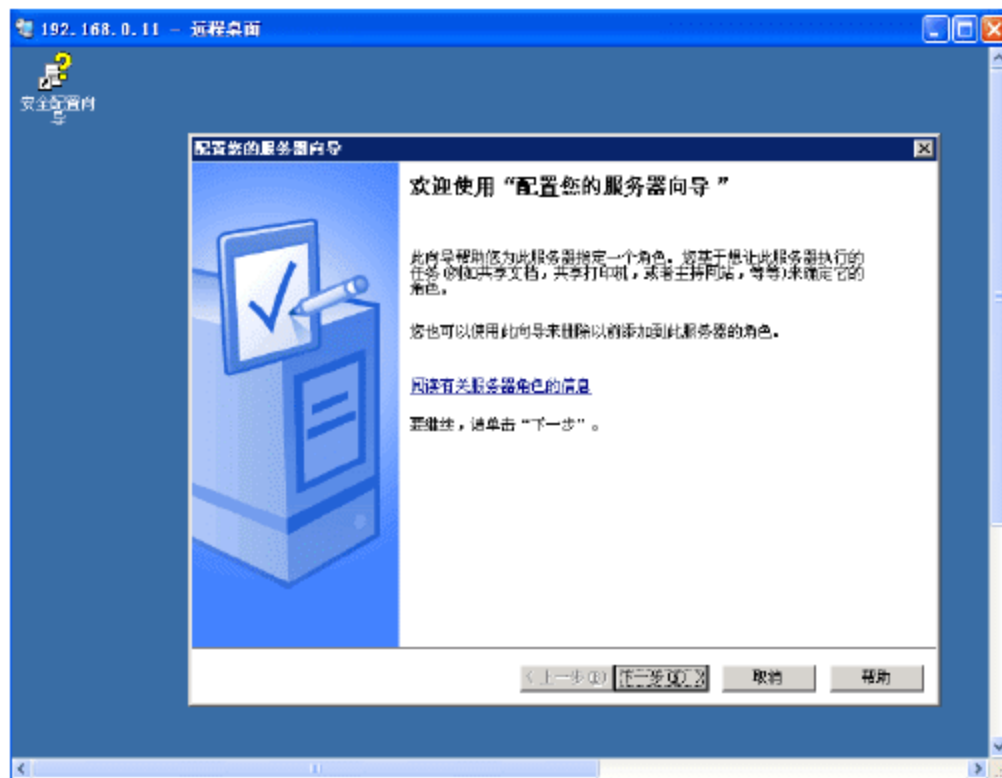 192.168.0.11 - 远程桌面
安全配置向
导
配置您的服务器向导
欢迎使用“配置您的服务器向导”
此向导帮助您为此服务器指定一个角色。您基于想让此服务器执行的
任务(例如共享文档，共享打印机，或者主持网站，等等)来确定它的
角色。
您也可以使用此向导来删除以前添加到此服务器的角色。
阅读有关服务器角色的信息
要继续，请单击“下一步”。
< 上一步(B)
下一步(N) >
取消
帮助